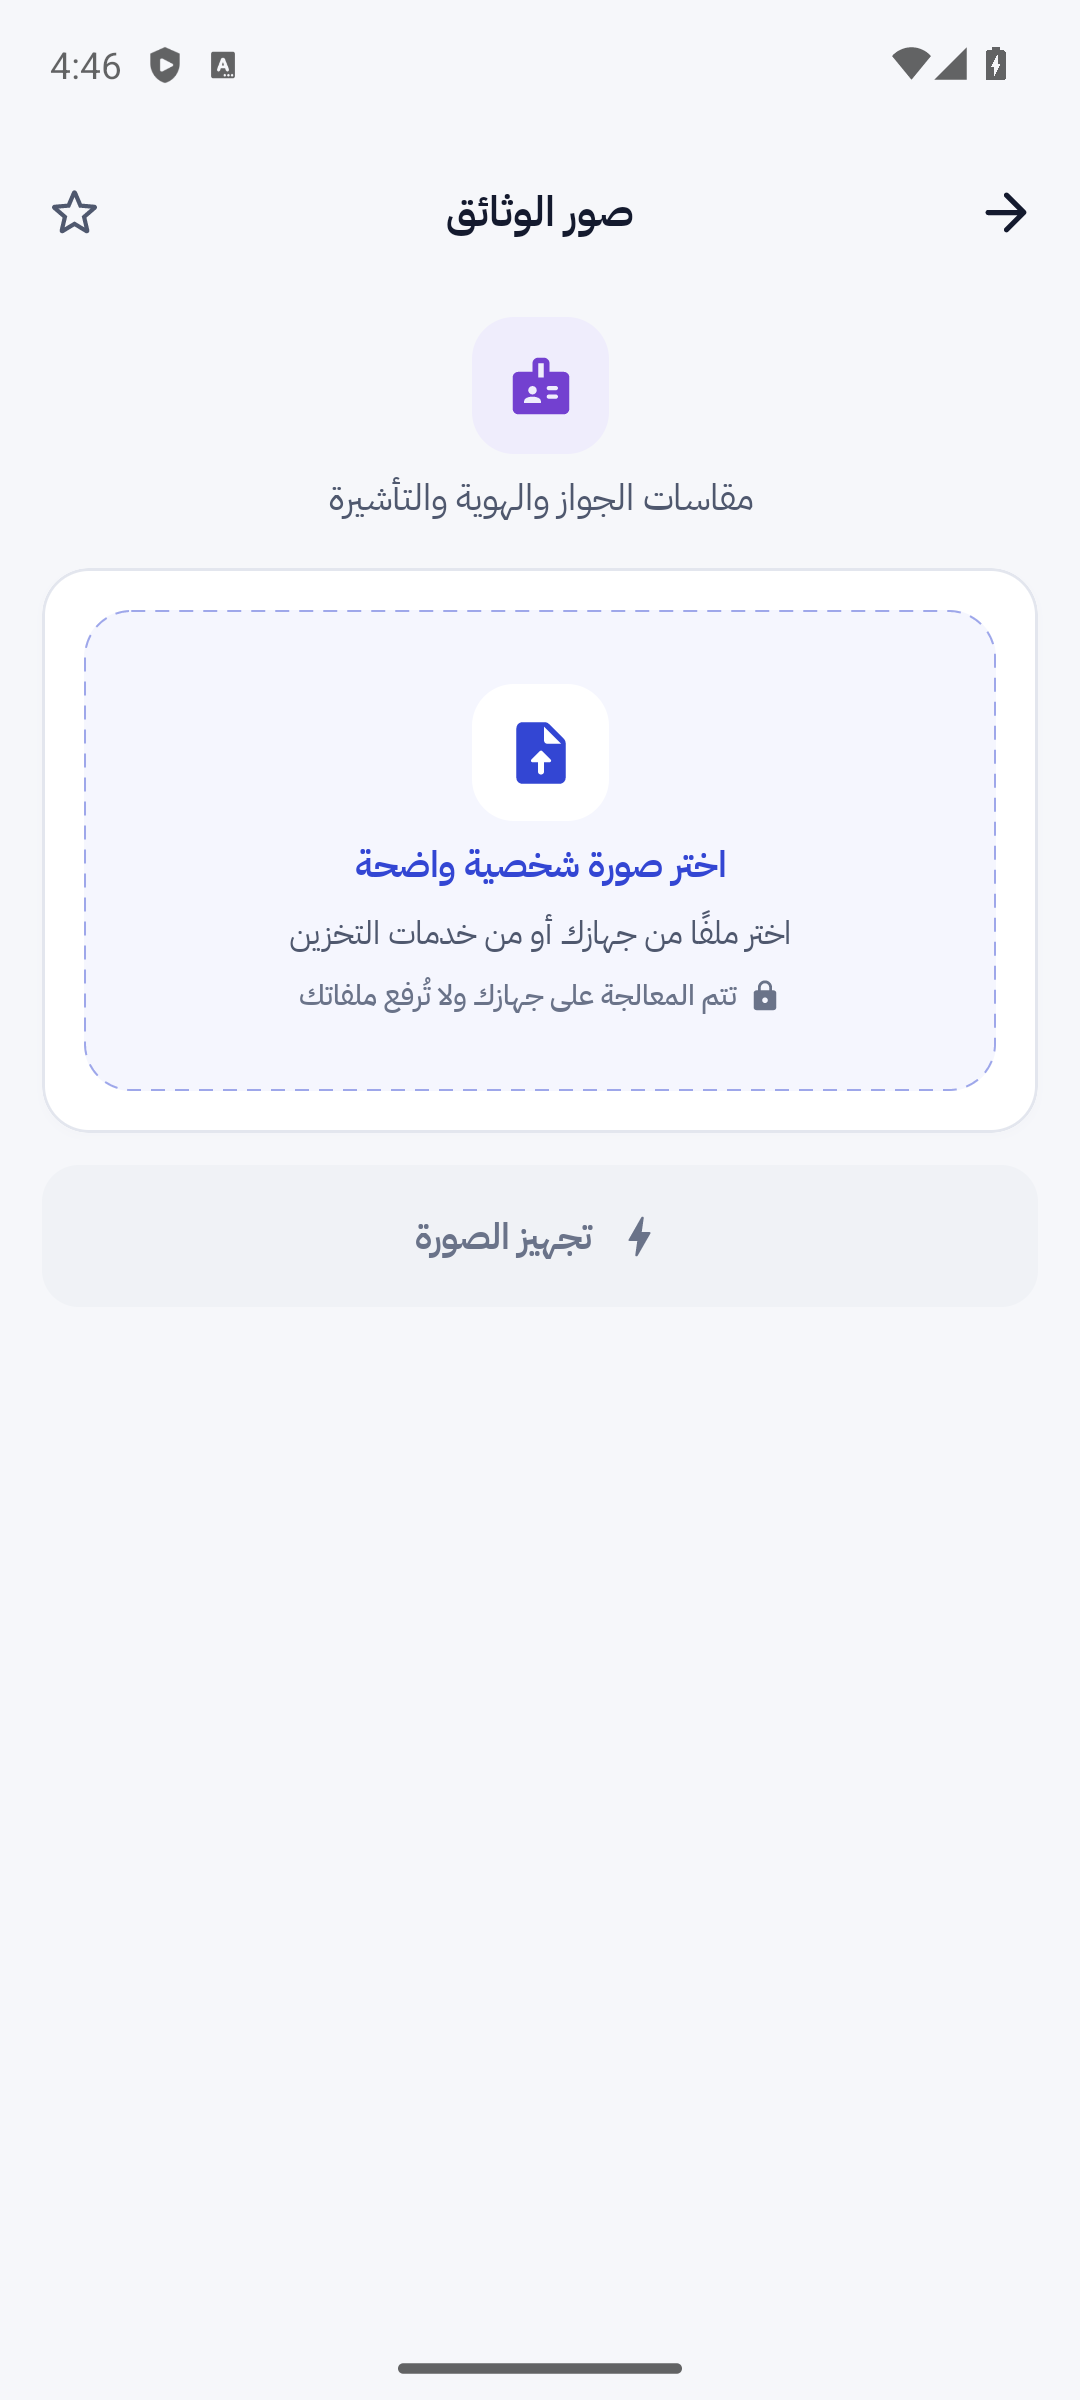 4:46
صور الوثائق
مقاسات الجواز والهوية والتأشيرة
اختر صورة شخصية واضحة
اختر ملفًا من جهازك أو من خدمات التخزين
تتم المعالجة على جهازك ولا تُرفع ملفاتك
تجهيز الصورة